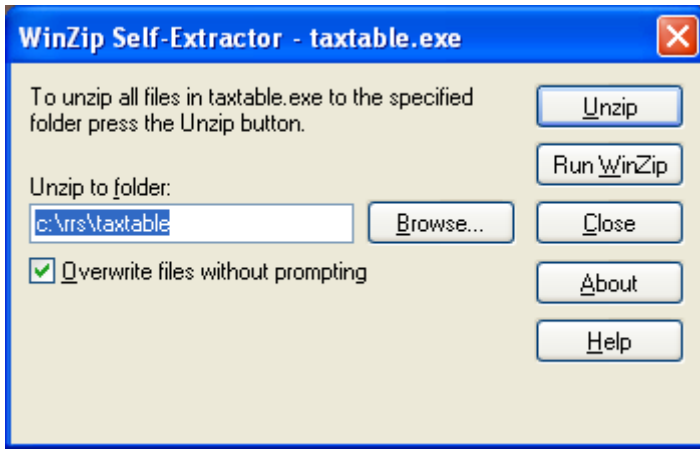 WinZip Self-Extractor - taxtable.exe
To unzip all files in taxtable.exe to the specified
folder press the Unzip button.
Unzip to folder:
c:\rrs\taxtable
Browse...
Overwrite files without prompting
Unzip
Run WinZip
Close
About
Help